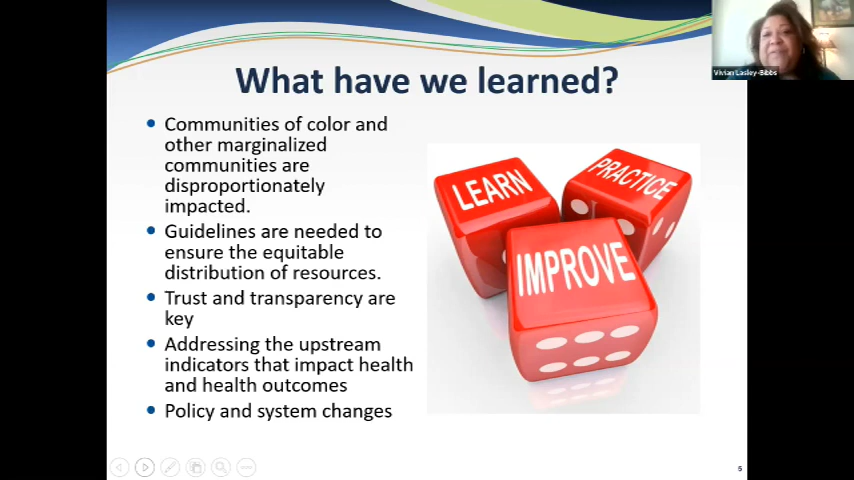 What have we learned?
• Communities of color and
other marginalized
communities are
disproportionately
impacted.
• Guidelines are needed to
ensure the equitable
distribution of resources.
• Trust and transparency are
key
• Addressing the upstream
indicators that impact health
and health outcomes
• Policy and system changes
LEARN
PRACTICE
IMPROVE
Vivian Lasley-Bibbs
5